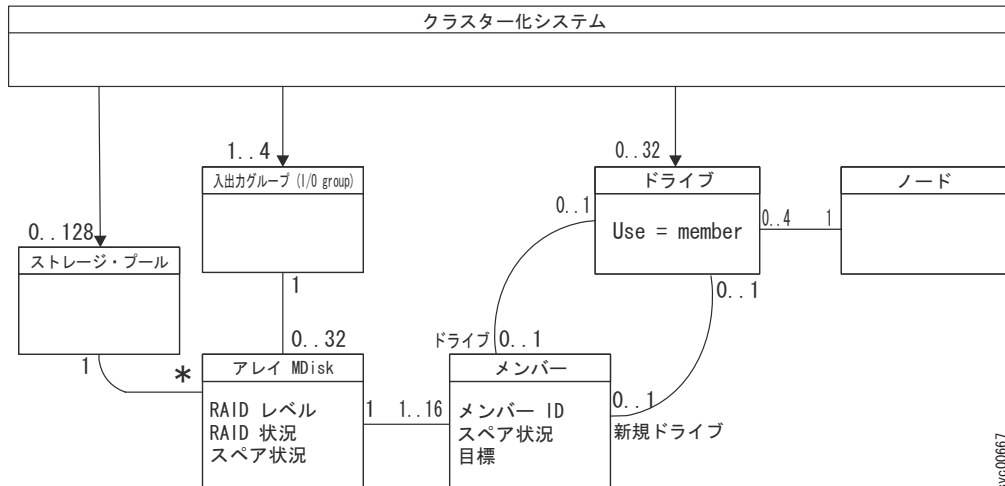 クラスター化システム
1..4
0..32
入出力グループ (I/O group)
ドライブ
ノード
0..1
Use = member
0..4
1
0..128
ストレージ・プール
1
0..1
0..32
ドライブ
0..1
1
*
アレイ MDisk
メンバー
RAID レベル
RAID 状況
スペア状況
1
1..16
メンバー ID
スペア状況
目標
0..1
新規ドライブ
svc00667